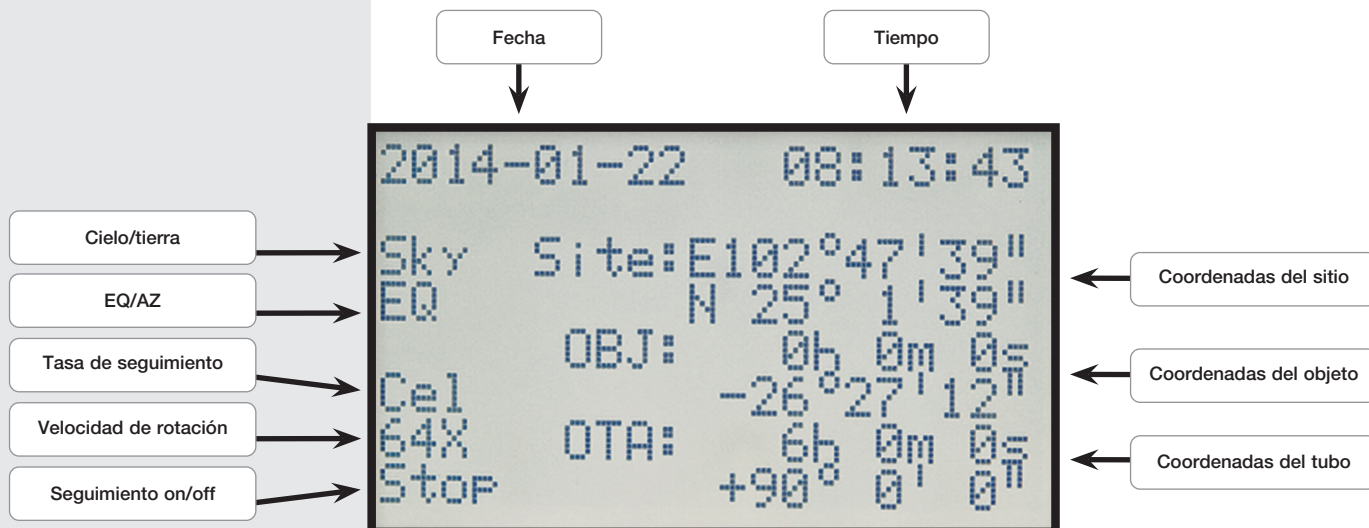 Fecha
Tiempo
2014-01-22 08:13:43
Cielo/tierra
Sky Site:E102°47'39"
Coordenadas del sitio
EQ/AZ
EQ N 25° 1'39"
Tasa de seguimiento
OBJ: 0h 0m 0s
Coordenadas del objeto
Cel -26°27'12"
Velocidad de rotación
64X OTA: 6h 0m 0s
Coordenadas del tubo
Seguimiento on/off
Stop +90° 0' 0"